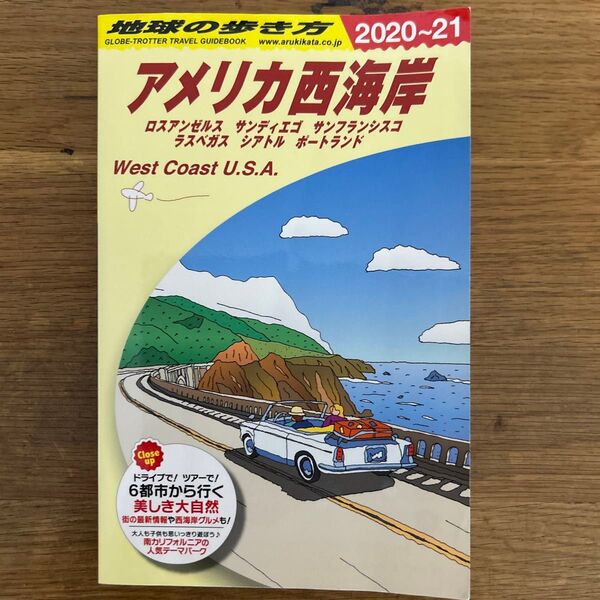 地球の歩き方
GLOBE-TROTTER TRAVEL GUIDEBOOK www.arukikata.co.jp
2020~21
アメリカ西海岸
ロスアンゼルス サンディエゴ サンフランシスコ
ラスベガス シアトル ポートランド
West Coast U.S.A.
Close up
ドライブで! ツアーで!
6都市から行く
美しき大自然
街の最新情報や西海岸グルメも!
大人も子供も思いっきり遊ぼう♪
南カリフォルニアの
人気テーマパーク